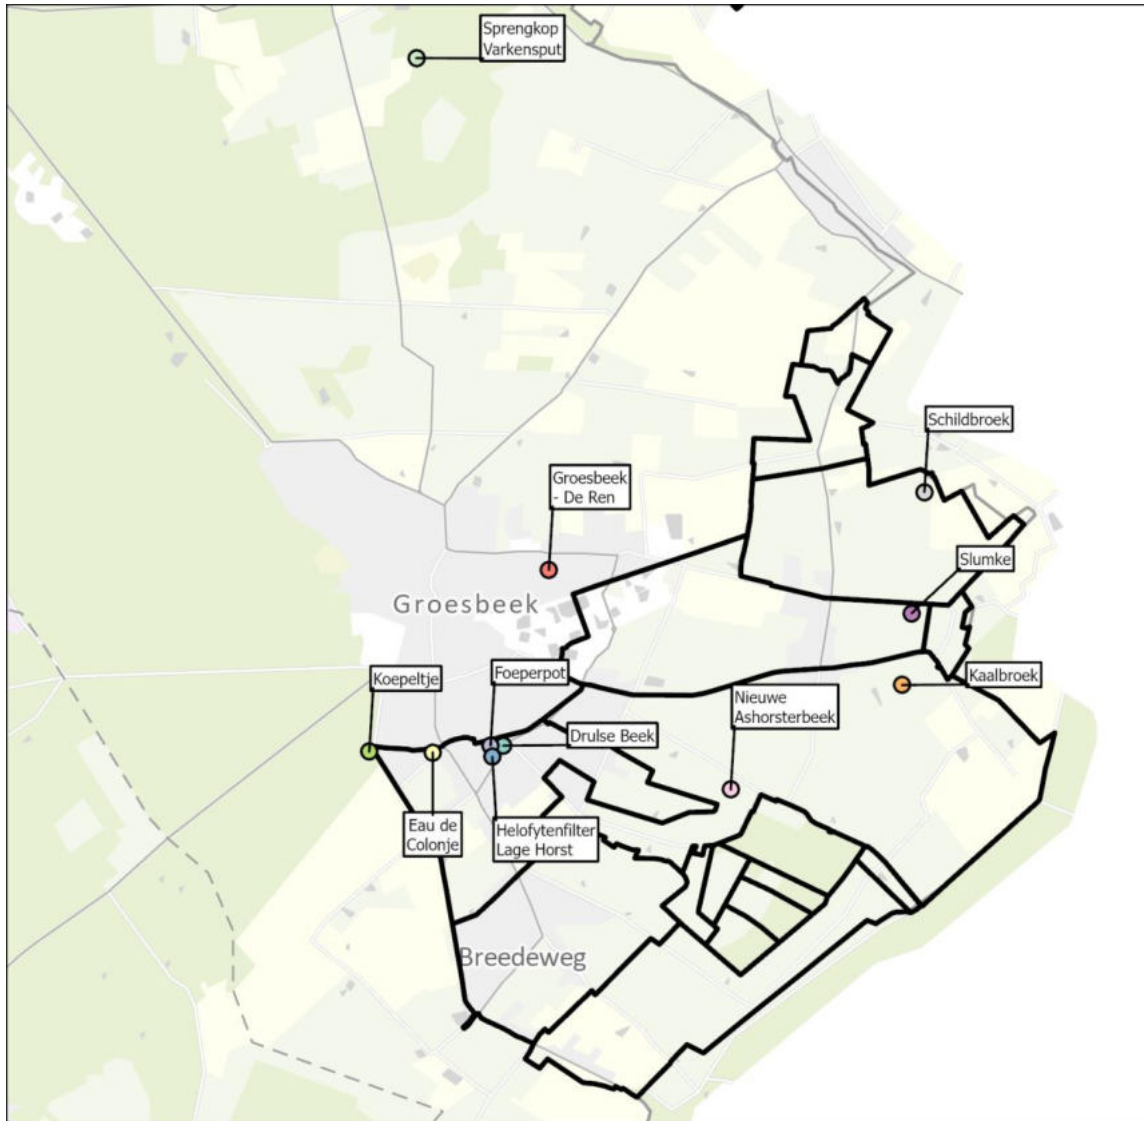 Sprengkop
Varkensput
Schildbroek
Groesbeek
- De Ren
Slumke
Groesbeek
Koepeltje
Foeperpot
Kaalbroek
Nieuwe
Ashorsterbeek
Drulse Beek
Eau de
Colonje
Helofytenfilter
Lage Horst
Breedeweg